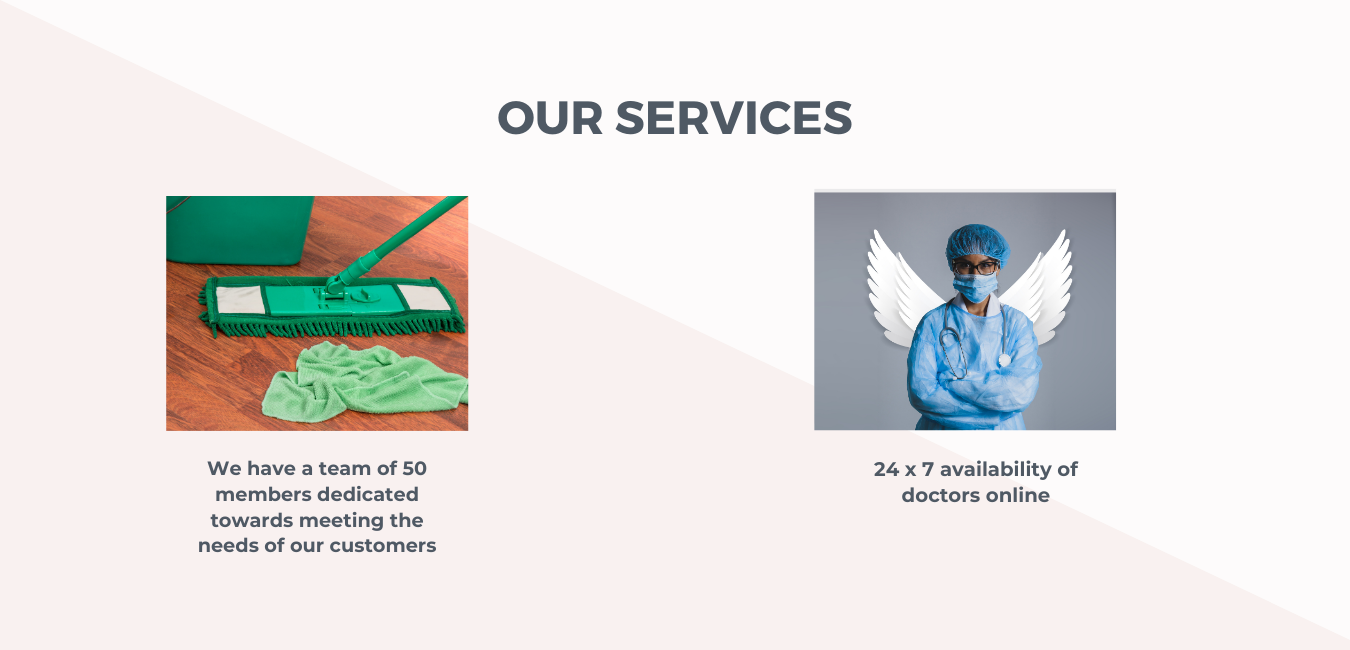 OUR SERVICES
We have a team of 50
members dedicated
towards meeting the
needs of our customers
24 x 7 availability of
doctors online